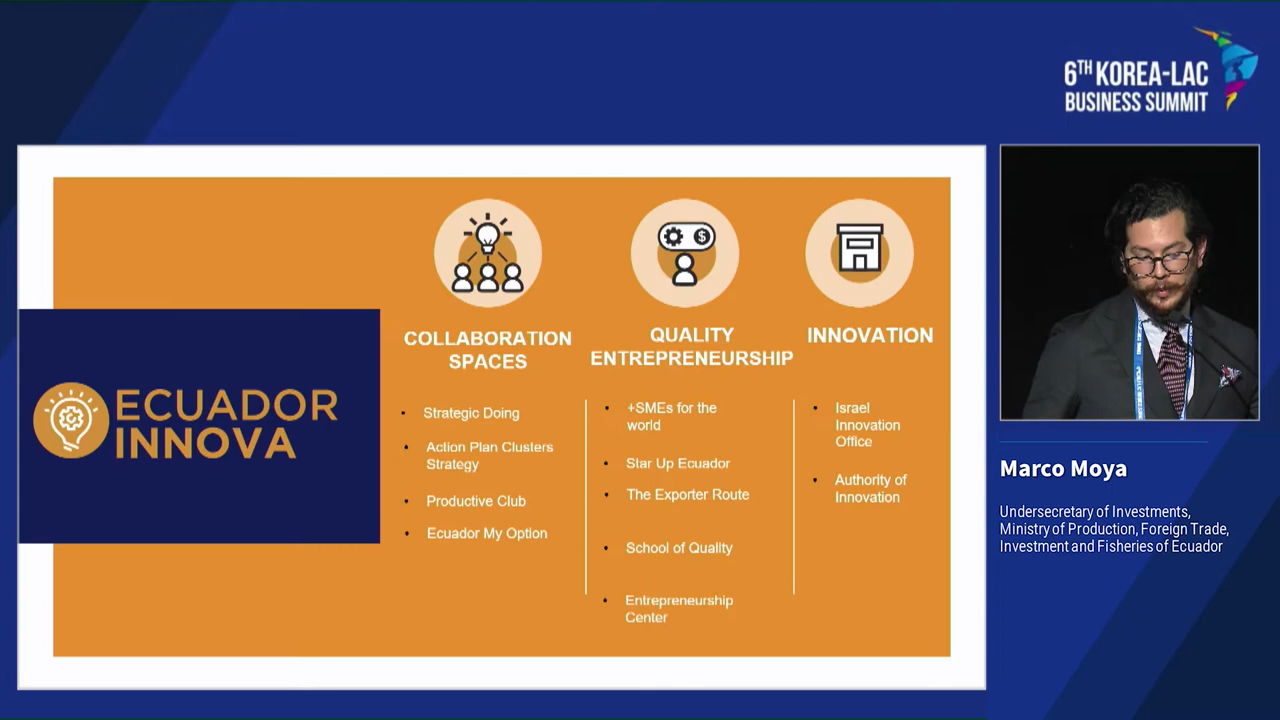 6TH KOREA-LAC
BUSINESS SUMMIT
ECUADOR
INNOVA
COLLABORATION
SPACES
• Strategic Doing
• Action Plan Clusters
Strategy
• Productive Club
• Ecuador My Option
QUALITY
ENTREPRENEURSHIP
• +SMEs for the
world
• Star Up Ecuador
• The Exporter Route
• School of Quality
• Entrepreneurship
Center
INNOVATION
• Israel
Innovation
Office
• Authority of
Innovation
Marco Moya
Undersecretary of Investments,
Ministry of Production, Foreign Trade,
Investment and Fisheries of Ecuador